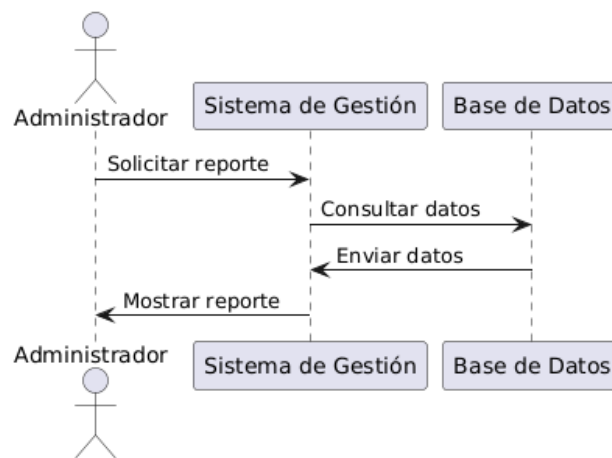 Administrador
Sistema de Gestión
Base de Datos
Solicitar reporte
Consultar datos
Enviar datos
Mostrar reporte
Administrador
Sistema de Gestión
Base de Datos